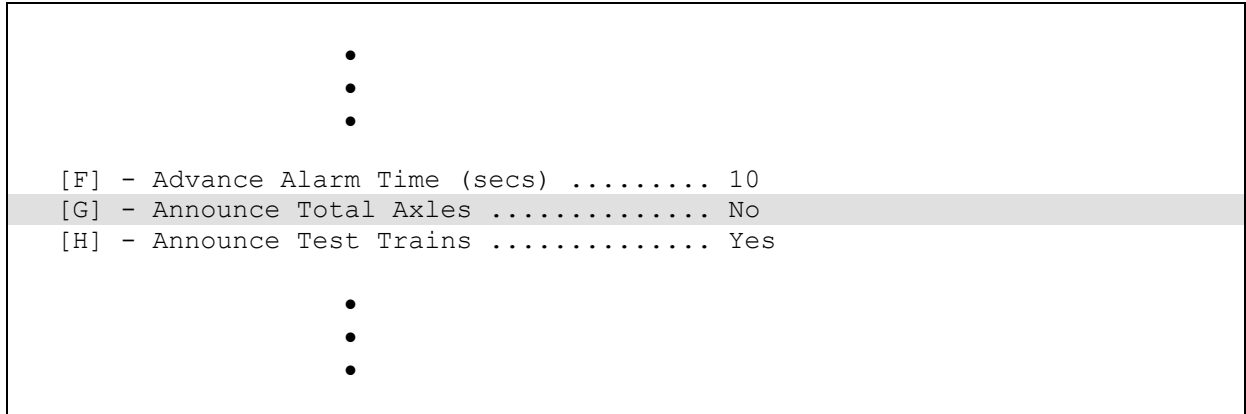 •
•
•
[F] - Advance Alarm Time (secs) ......... 10
[G] - Announce Total Axles .............. No
[H] - Announce Test Trains .............. Yes
•
•
•